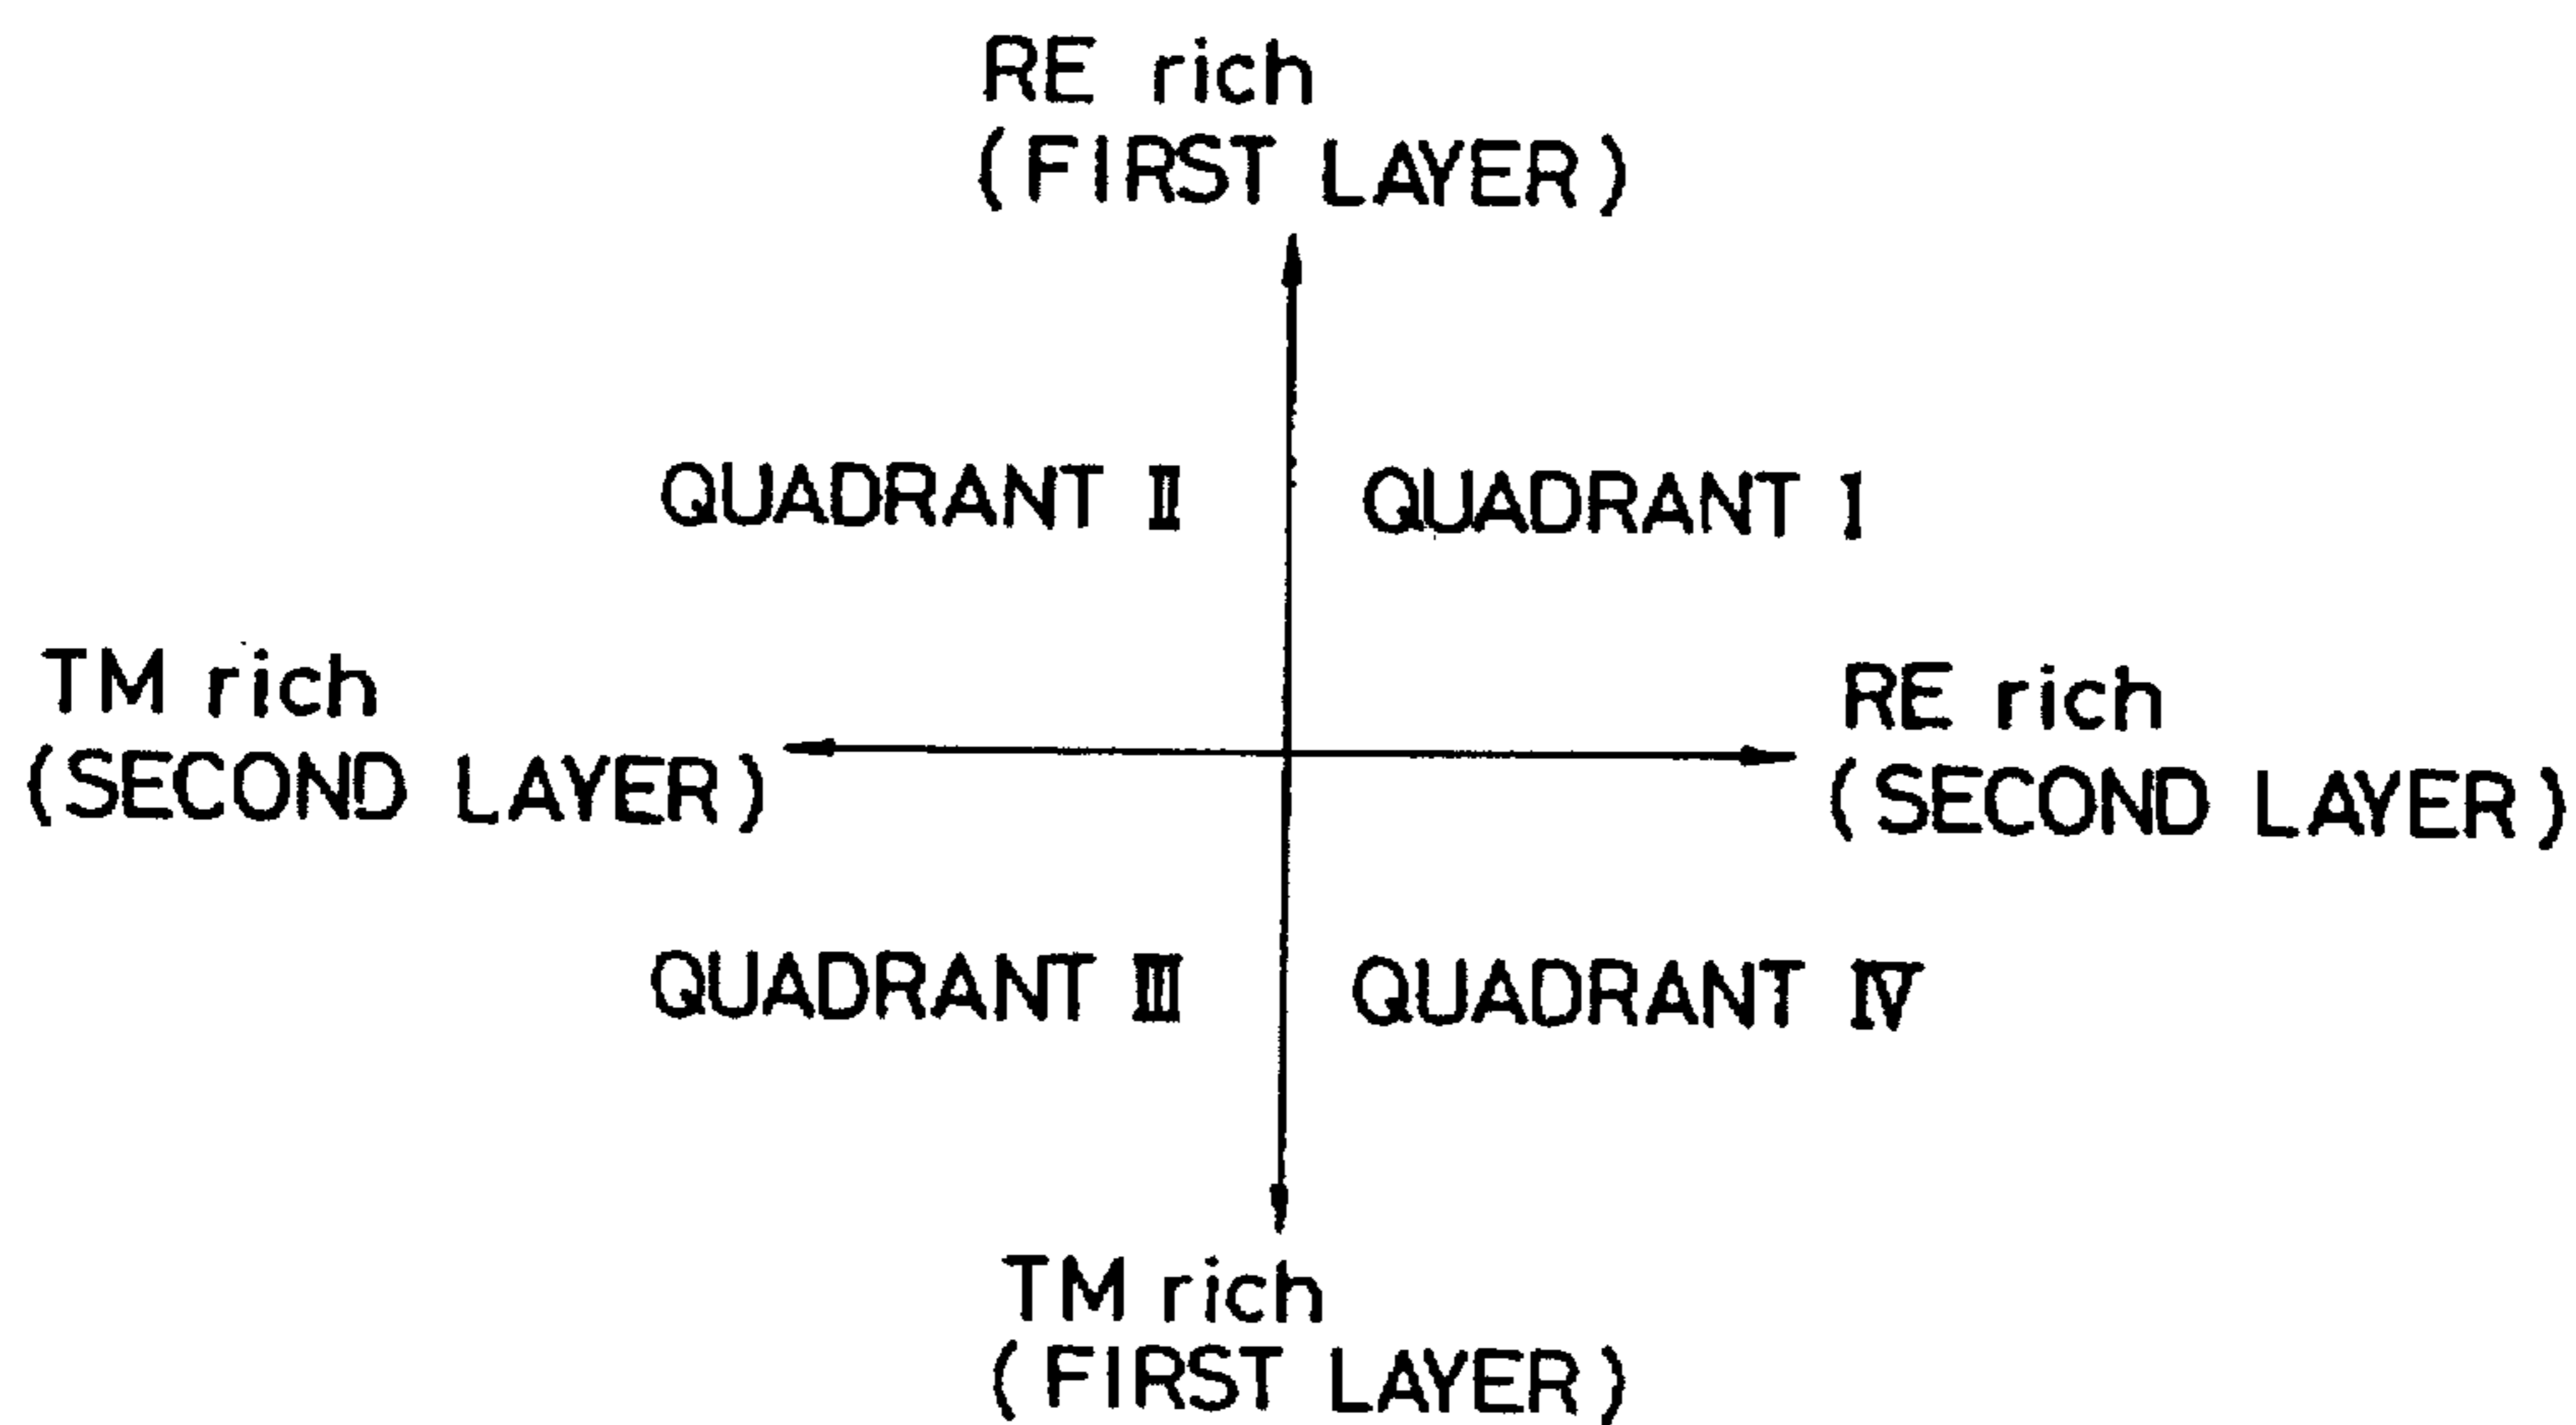 RE rich
(FIRST LAYER)
QUADRANT II
QUADRANT I
TM rich
(SECOND LAYER)
RE rich
(SECOND LAYER)
QUADRANT III
QUADRANT IV
TM rich
(FIRST LAYER)